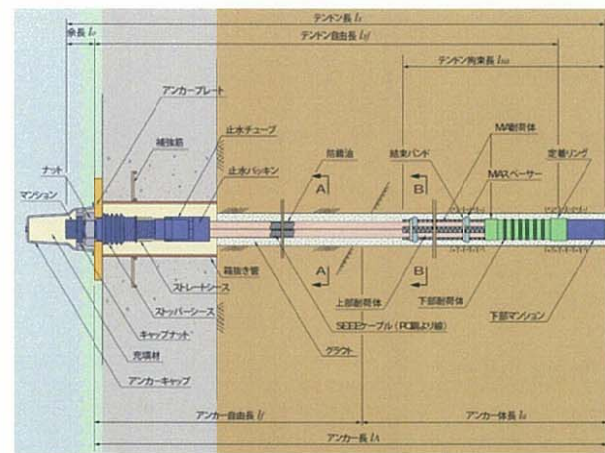 テンドン長 ls
余長 le
テンドン自由長 lsf
テンドン拘束長 lsa
アンカープレート
止水チューブ
MA耐荷体
補強筋
防錆油
結束バンド
定着リング
止水パッキン
MAスペーサー
ナット
A
B
マンション
A
B
ストレートシース
箱抜き管
上部耐荷体
下部耐荷体
ストッパーシース
SEEEケーブル(PC鋼より線)
下部マンション
キャップナット
グラウト
充填材
アンカーキャップ
アンカー自由長 lf
アンカー体長 la
アンカー長 lA